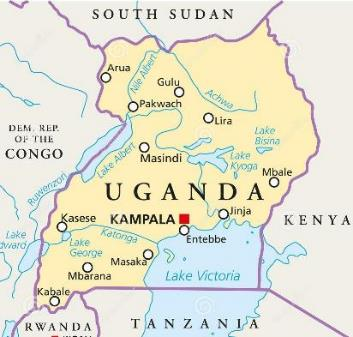 SOUTH SUDAN
Arua
Nile Albert
Gulu
Pakwach
Achwa
Lira
DEM. REP.
OF THE
CONGO
Lake Albert
Masindi
Lake
Bisina
Lake
Kyoga
Mbale
Ruwenzori
UGANDA
Kasese
KAMPALA
Jinja
KENYA
Katonga
Entebbe
Lake
Edward
Lake
George
Masaka
Mbarana
Lake Victoria
Kabale
RWANDA
TANZANIA